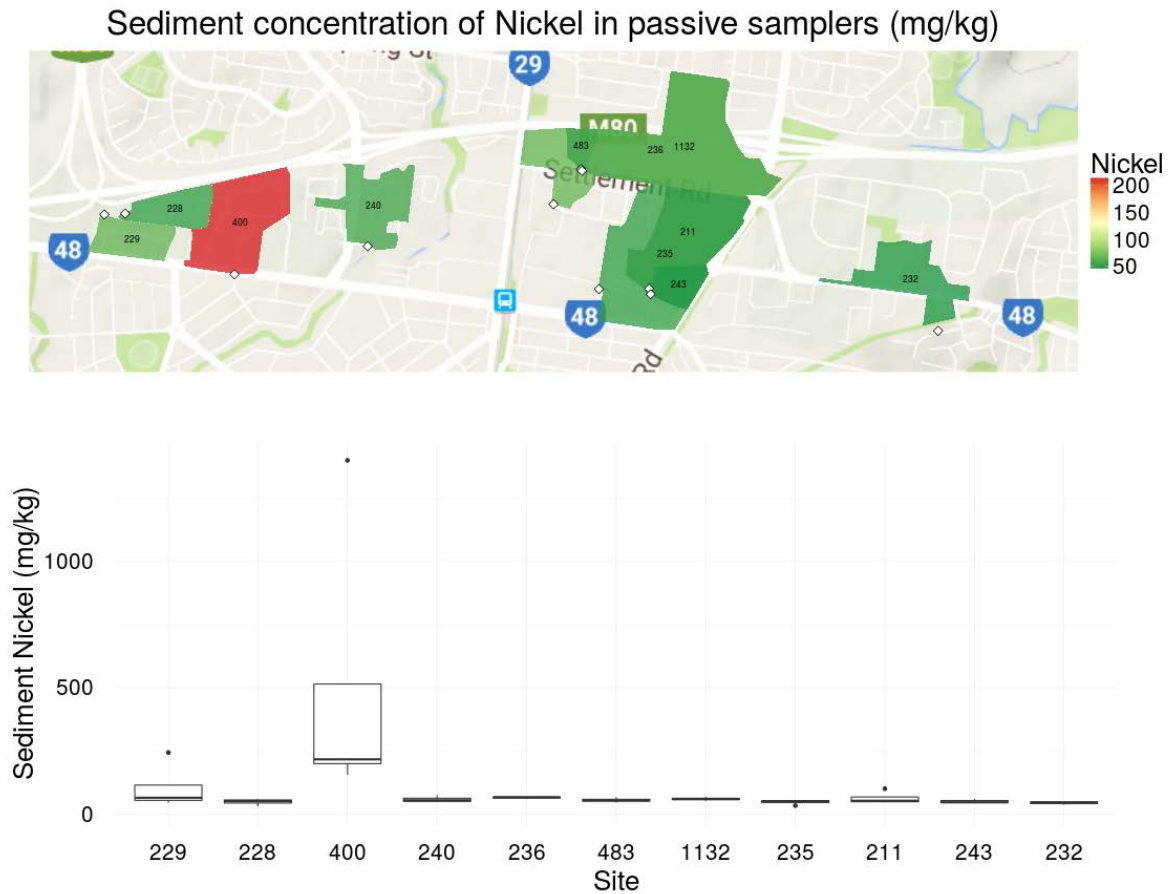 Sediment concentration of Nickel in passive samplers (mg/kg)
29
M80
483
236
1132
Settlement Rd
Nickel
200
150
100
50
228
400
240
229
211
235
243
232
48
48
48
Rd
Sediment Nickel (mg/kg)
1000
500
0
229 228 400 240 236 483 1132 235 211 243 232
Site